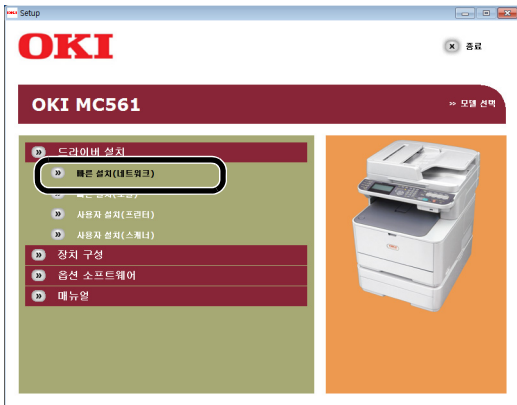 Setup
OKI
종료
OKI MC561
모델 선택
드라이버 설치
빠른 설치(네트워크)
사용자 설치(프린터)
사용자 설치(스캐너)
장치 구성
옵션 소프트웨어
매뉴얼